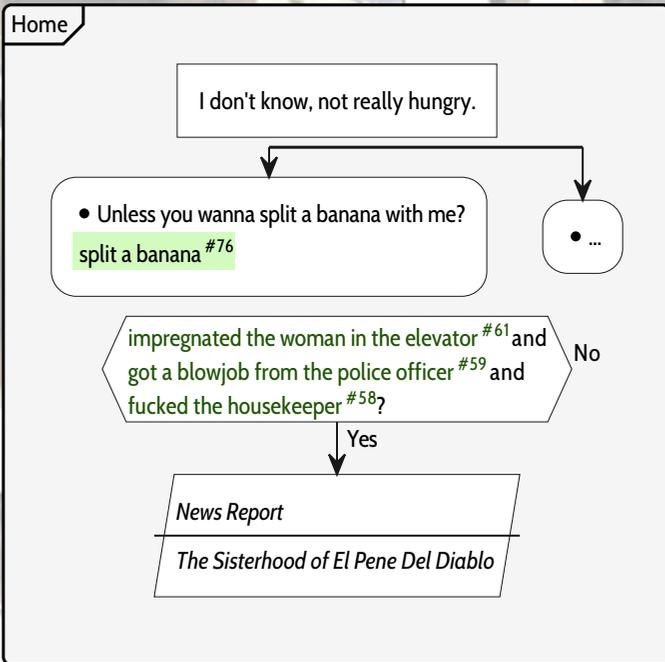 Home
I don't know, not really hungry.
• Unless you wanna split a banana with me?
split a banana #76
• ...
impregnated the woman in the elevator #61 and
got a blowjob from the police officer #59 and
fucked the housekeeper #58?
No
Yes
News Report
The Sisterhood of El Pene Del Diablo